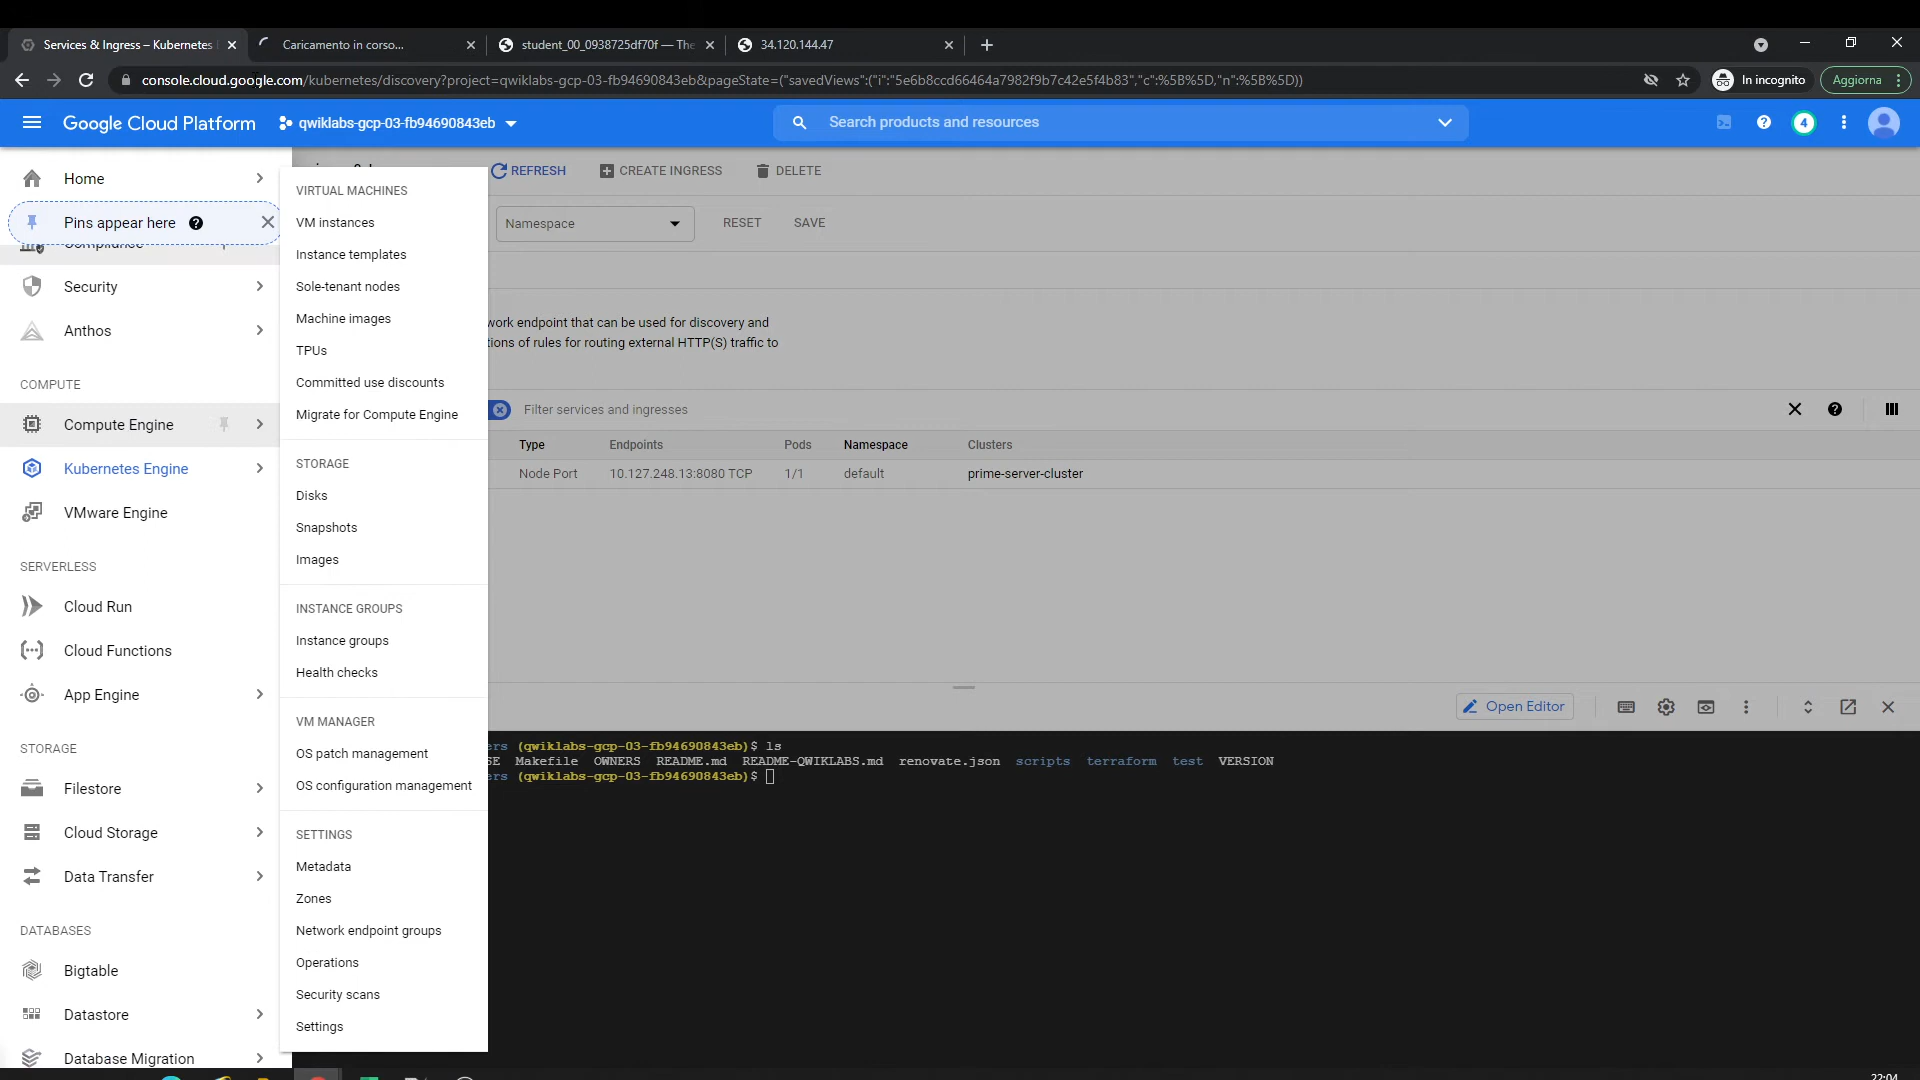 Services & Ingress – Kubernetes
Caricamento in corso...
student_00_0938725df70f — The
34.120.144.47
console.cloud.google.com/kubernetes/discovery?project=qwiklabs-gcp-03-fb94690843eb&pageState=("savedViews":("i":"5e6b8ccd66464a7982f9b7c42e5f4b83","c":%5B%5D,"n":%5B%5D))
In incognito
Aggiorna
Google Cloud Platform
qwiklabs-gcp-03-fb94690843eb
Search products and resources
4
Home
Pins appear here
Compliance
Security
Anthos
COMPUTE
Compute Engine
Kubernetes Engine
VMware Engine
SERVERLESS
Cloud Run
Cloud Functions
App Engine
STORAGE
Filestore
Cloud Storage
Data Transfer
DATABASES
Bigtable
Datastore
Database Migration
VIRTUAL MACHINES
VM instances
Instance templates
Sole-tenant nodes
Machine images
TPUs
Committed use discounts
Migrate for Compute Engine
STORAGE
Disks
Snapshots
Images
INSTANCE GROUPS
Instance groups
Health checks
VM MANAGER
OS patch management
OS configuration management
SETTINGS
Metadata
Zones
Network endpoint groups
Operations
Security scans
Settings
REFRESH
CREATE INGRESS
DELETE
Namespace
RESET
SAVE
work endpoint that can be used for discovery and
tions of rules for routing external HTTP(S) traffic to
Filter services and ingresses
Type Endpoints Pods Namespace Clusters
Node Port 10.127.248.13:8080 TCP 1/1 default prime-server-cluster
Open Editor
ers (qwiklabs-gcp-03-fb94690843eb)$ ls
SE Makefile OWNERS README.md README-QWIKLABS.md renovate.json scripts terraform test VERSION
ers (qwiklabs-gcp-03-fb94690843eb)$
22:04